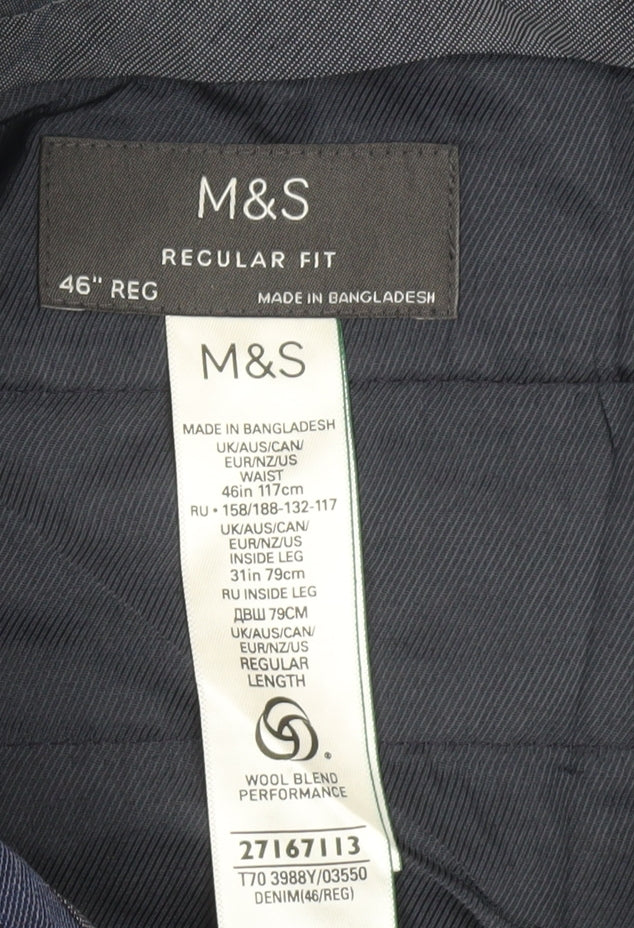 M&S
REGULAR FIT
46" REG
MADE IN BANGLADESH
M&S
MADE IN BANGLADESH
UK/AUS/CAN/
EUR/NZ/US
WAIST
46in 117cm
RU • 158/188-132-117
UK/AUS/CAN/
EUR/NZ/US
INSIDE LEG
31in 79cm
RU INSIDE LEG
ДВШ 79СМ
UK/AUS/CAN/
EUR/NZ/US
REGULAR
LENGTH
®
WOOL BLEND
PERFORMANCE
27167113
T70 3988Y/03550
DENIM(46/REG)